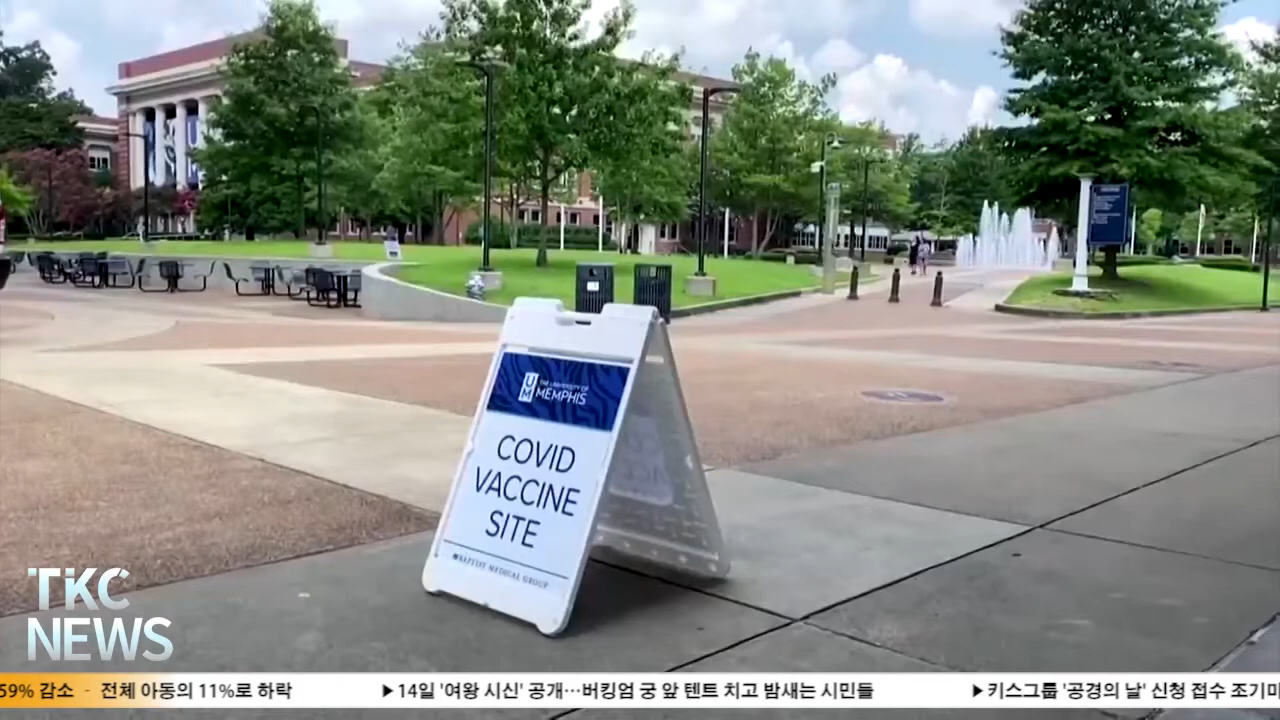 UM THE UNIVERSITY OF
MEMPHIS
COVID
VACCINE
SITE
BAPTIST MEDICAL GROUP
TKC
NEWS
59% 감소 - 전체 아동의 11%로 하락 ▶14일 '여왕 시신' 공개…버킹엄 궁 앞 텐트 치고 밤새는 시민들 ▶키스그룹 '공경의 날' 신청 접수 조기마